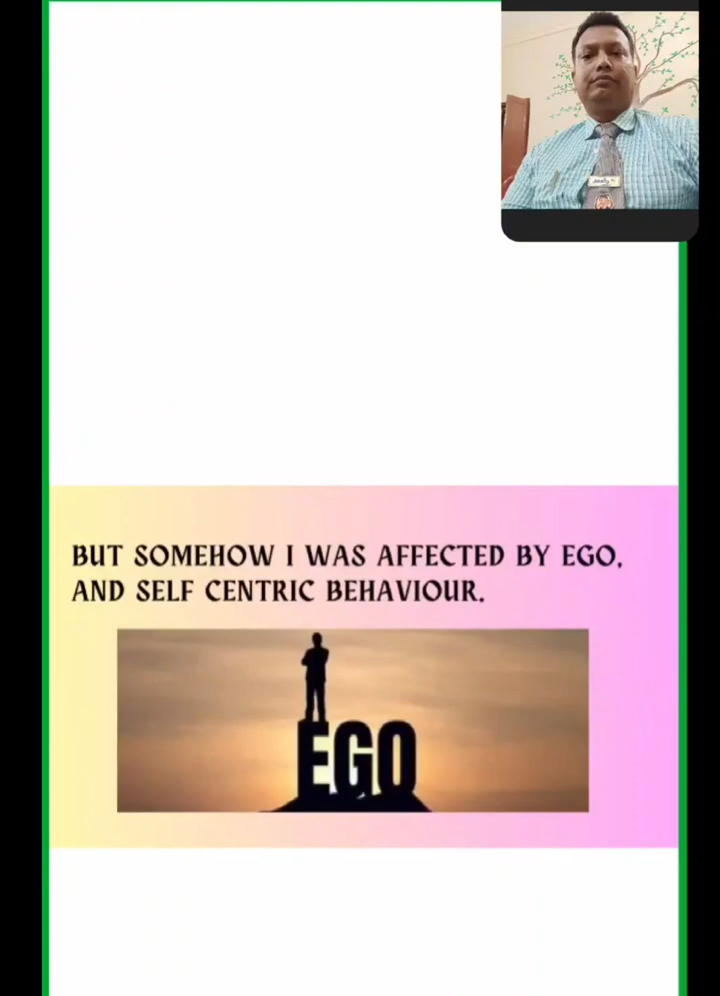 BUT SOMEHOW I WAS AFFECTED BY EGO,
AND SELF CENTRIC BEHAVIOUR.
EGO